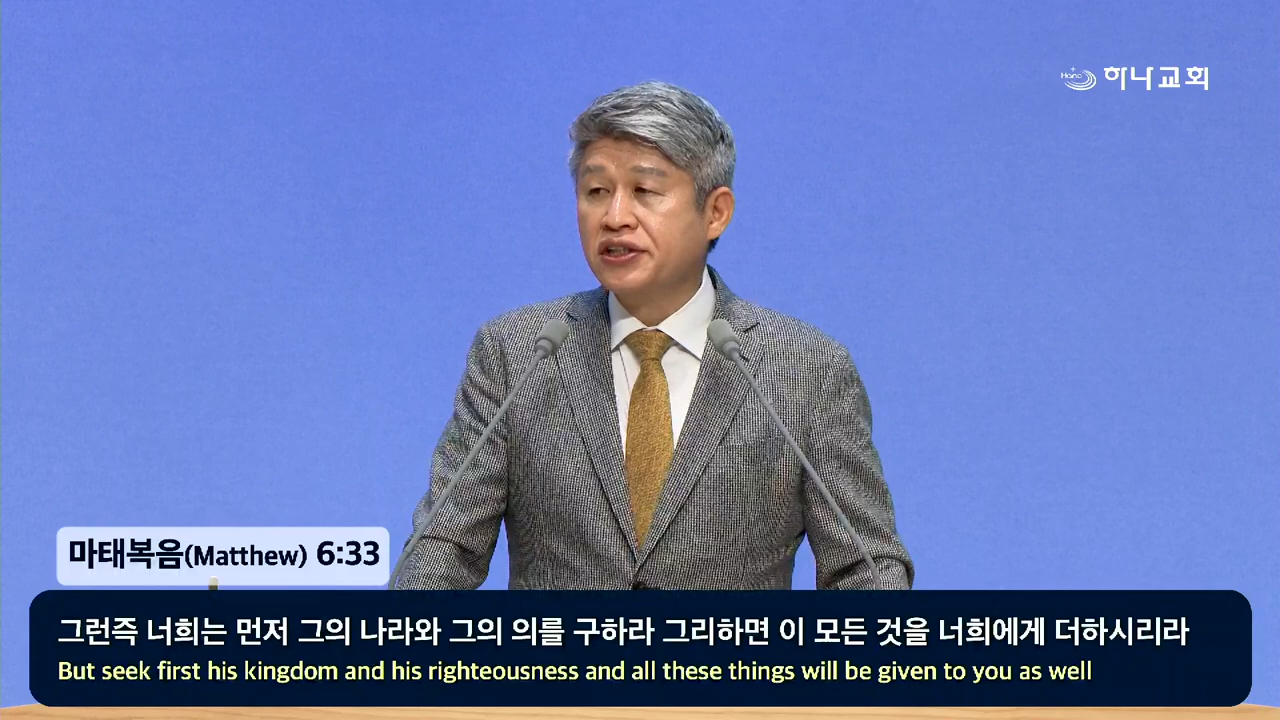 Hana 하나교회
마태복음(Matthew) 6:33
그런즉 너희는 먼저 그의 나라와 그의 의를 구하라 그리하면 이 모든 것을 너희에게 더하시리라
But seek first his kingdom and his righteousness and all these things will be given to you as well